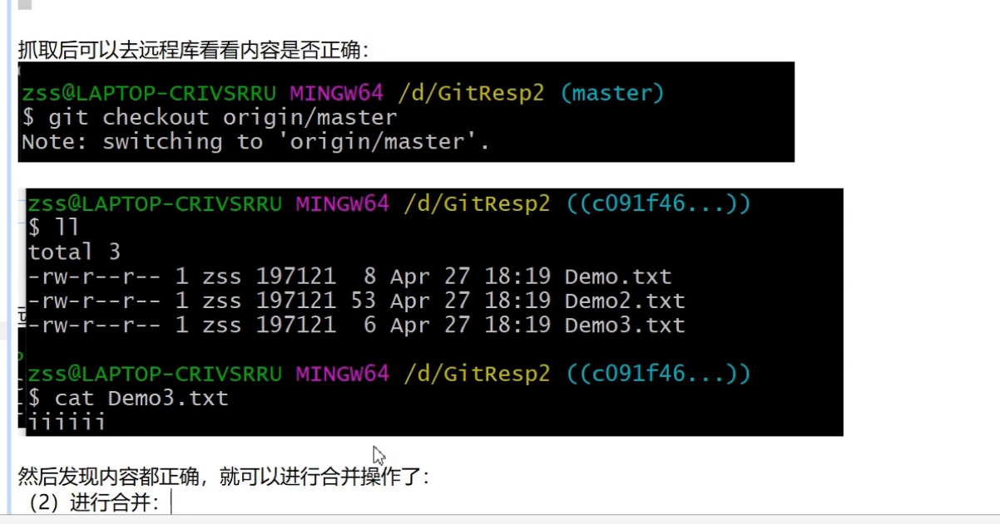 抓取后可以去远程库看看内容是否正确：
zss@LAPTOP-CRIVSRRU MINGW64 /d/GitResp2 (master)
$ git checkout origin/master
Note: switching to 'origin/master'.
zss@LAPTOP-CRIVSRRU MINGW64 /d/GitResp2 ((c091f46...))
$ ll
total 3
-rw-r--r-- 1 zss 197121  8 Apr 27 18:19 Demo.txt
-rw-r--r-- 1 zss 197121 53 Apr 27 18:19 Demo2.txt
-rw-r--r-- 1 zss 197121  6 Apr 27 18:19 Demo3.txt
zss@LAPTOP-CRIVSRRU MINGW64 /d/GitResp2 ((c091f46...))
$ cat Demo3.txt
iiiiii
然后发现内容都正确，就可以进行合并操作了：
（2）进行合并：